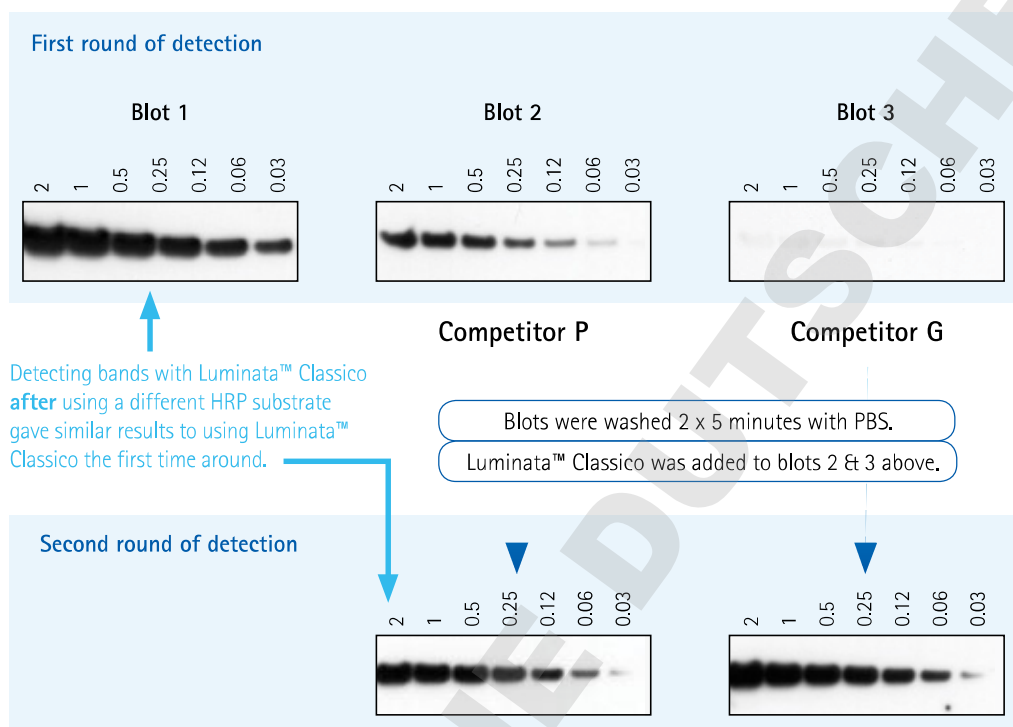 First round of detection
Blot 1
Blot 2
Blot 3
2 1 0.5 0.25 0.12 0.06 0.03
2 1 0.5 0.25 0.12 0.06 0.03
2 1 0.5 0.25 0.12 0.06 0.03
Competitor P
Competitor G
Detecting bands with Luminata™ Classico
after using a different HRP substrate
gave similar results to using Luminata™
Classico the first time around.
Blots were washed 2 x 5 minutes with PBS.
Luminata™ Classico was added to blots 2 & 3 above.
Second round of detection
2 1 0.5 0.25 0.12 0.06 0.03
2 1 0.5 0.25 0.12 0.06 0.03
DUTSCHE